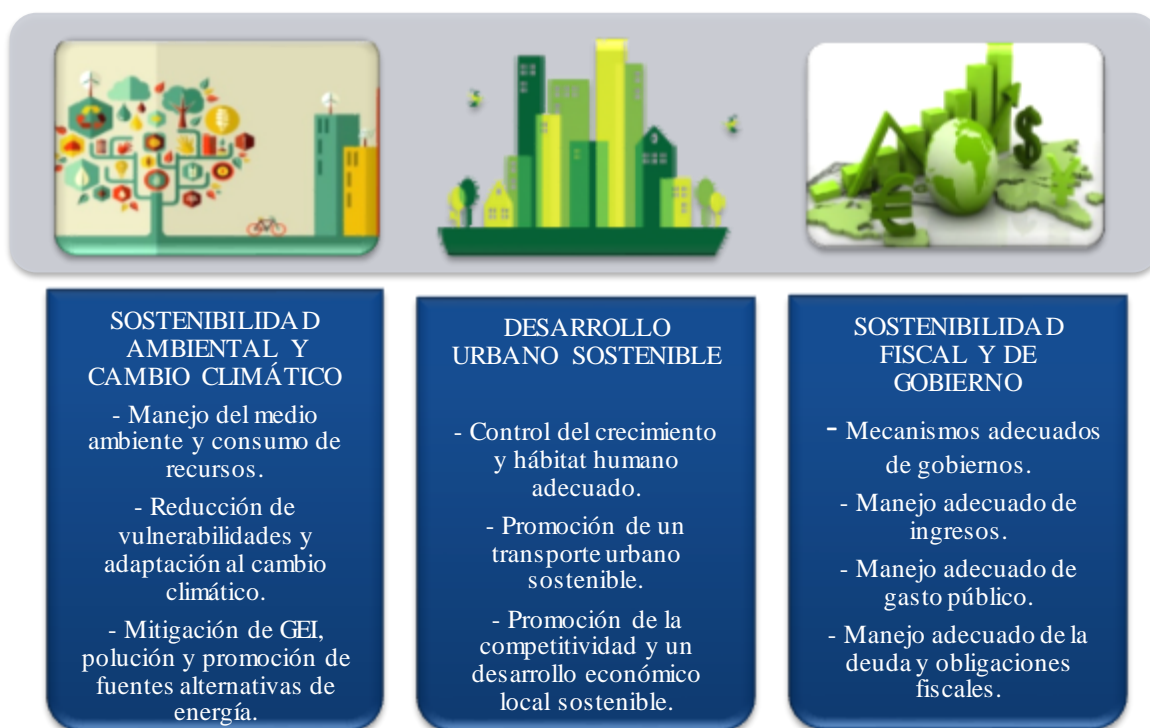 SOSTENIBILIDAD
AMBIENTAL Y
CAMBIO CLIMÁTICO
- Manejo del medio
ambiente y consumo de
recursos.
- Reducción de
vulnerabilidades y
adaptación al cambio
climático.
- Mitigación de GEI,
polución y promoción de
fuentes alternativas de
energía.
DESARROLLO
URBANO SOSTENIBLE
- Control del crecimiento
y hábitat humano
adecuado.
- Promoción de un
transporte urbano
sostenible.
- Promoción de la
competitividad y un
desarrollo económico
local sostenible.
SOSTENIBILIDAD
FISCAL Y DE
GOBIERNO
- Mecanismos adecuados
de gobiernos.
- Manejo adecuado de
ingresos.
- Manejo adecuado de
gasto público.
- Manejo adecuado de la
deuda y obligaciones
fiscales.